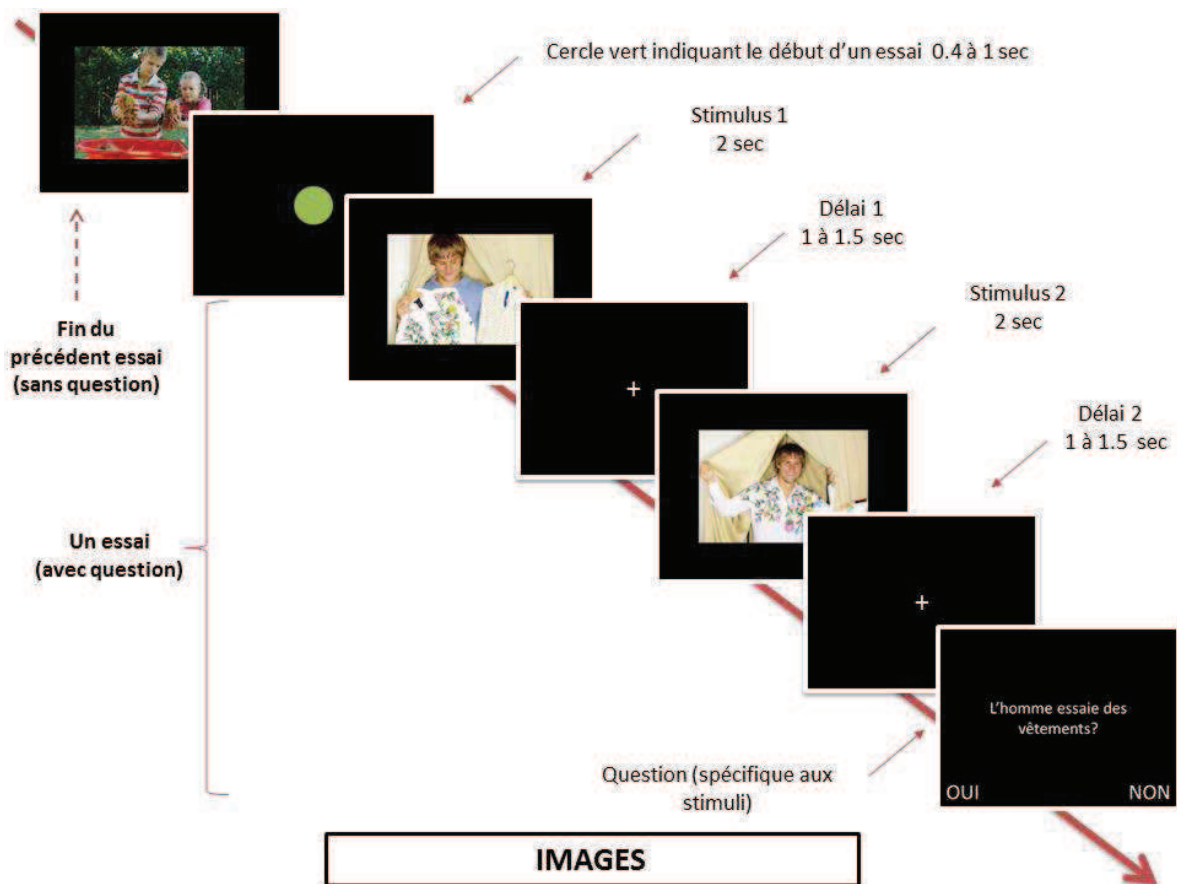 Cercle vert indiquant le début d'un essai 0.4 à 1 sec
Stimulus 1
2 sec
Délai 1
1 à 1.5 sec
Stimulus 2
2 sec
Délai 2
1 à 1.5 sec
Fin du
précédent essai
(sans question)
Un essai
(avec question)
+
+
L'homme essaie des
vêtements?
OUI NON
Question (spécifique aux
stimuli)
IMAGES